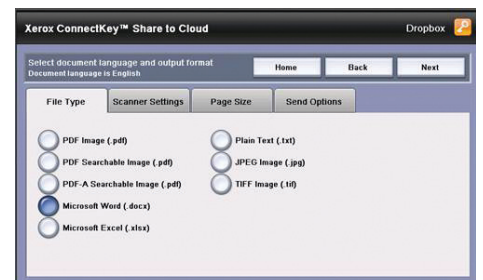 Xerox ConnectKey™ Share to Cloud
Dropbox
Select document language and output format
Document language is English
Home
Back
Next
File Type
Scanner Settings
Page Size
Send Options
PDF Image (.pdf)
PDF Searchable Image (.pdf)
PDF-A Searchable Image (.pdf)
Microsoft Word (.docx)
Microsoft Excel (.xlsx)
Plain Text (.txt)
JPEG Image (.jpg)
TIFF Image (.tif)